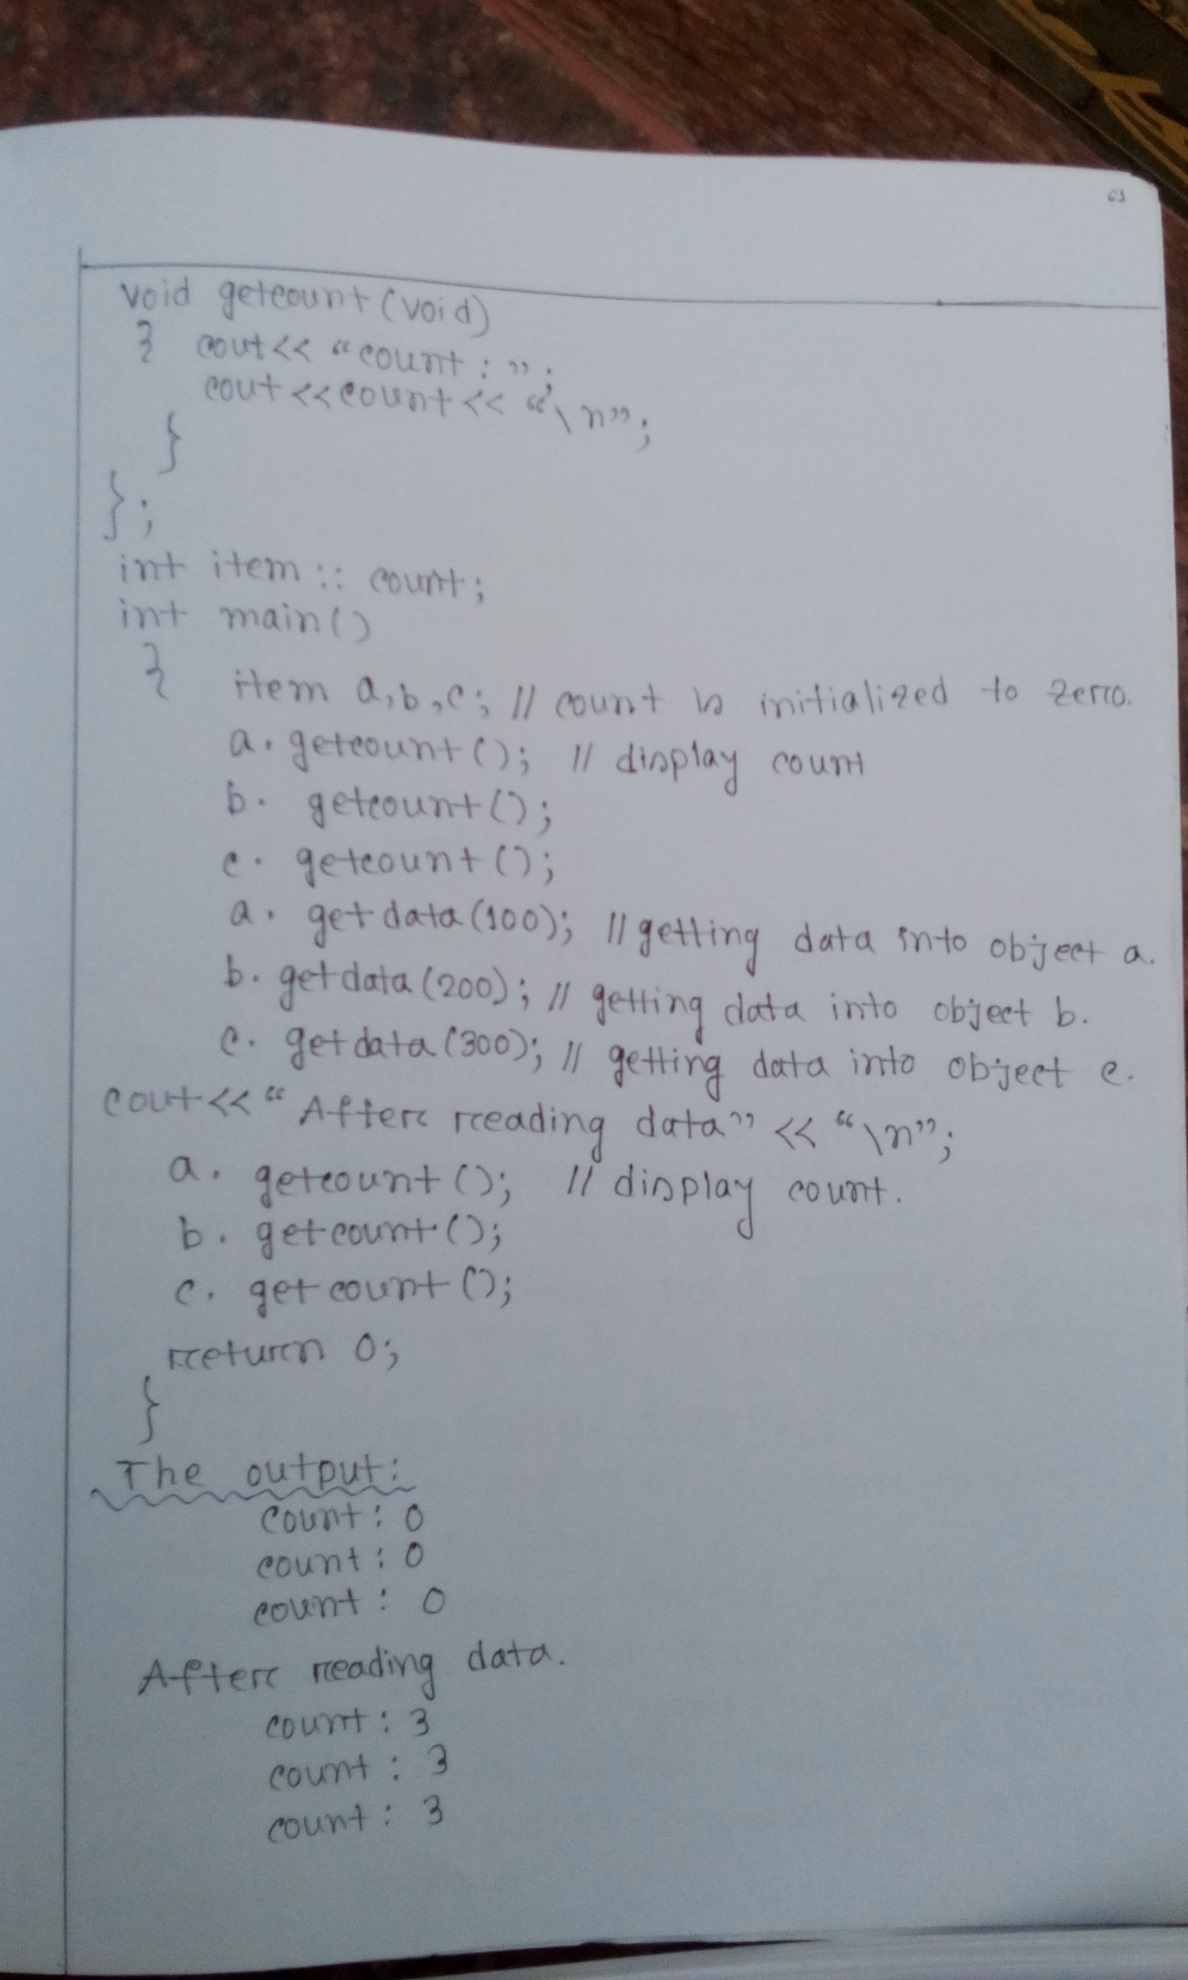 03
void getcount(void)
{ cout<< "count : ";
cout <<count<< "\n";
}
};
int item :: count;
int main()
{ item a,b,c; // count is initialized to zero.
a. getcount(); // display count
b. getcount();
c. getcount();
a. getdata(100); // getting data into object a.
b. getdata(200); // getting data into object b.
c. getdata(300); // getting data into object c.
cout<<"After reading data" << "\n";
a. getcount(); // display count.
b. getcount();
c. getcount();
return 0;
}
The output:
count : 0
count : 0
count : 0
After reading data.
count : 3
count : 3
count : 3